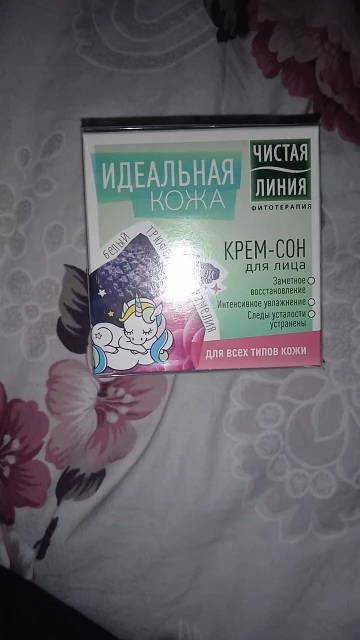 ИДЕАЛЬНАЯ
КОЖА
ЧИСТАЯ
ЛИНИЯ
ФИТОТЕРАПИЯ
БЕЛЫЙ
КРЕМ-СОН
для лица
Заметное
восстановление
Интенсивное увлажнение
Следы усталости
устранены
для всех типов кожи